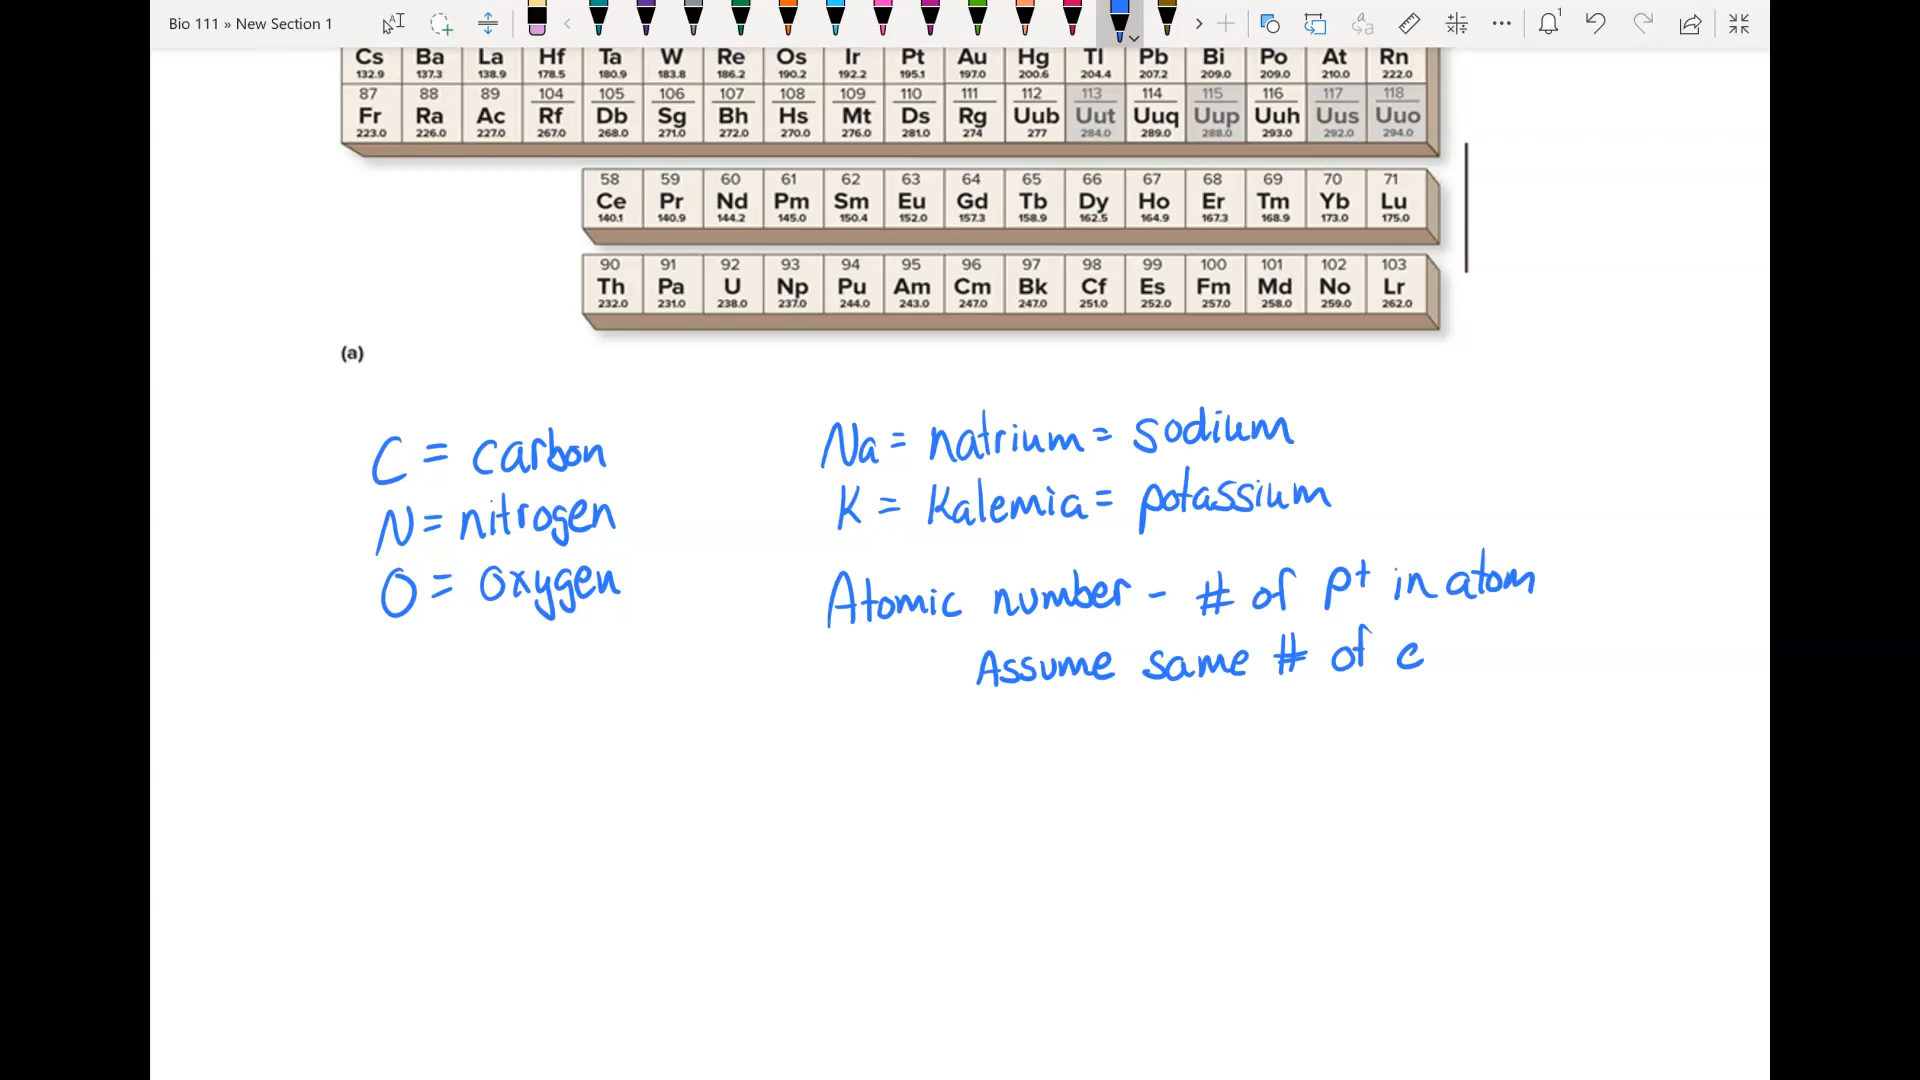 Bio 111 » New Section 1
Cs Ba La Hf Ta W Re Os Ir Pt Au Hg Tl Pb Bi Po At Rn
132.9 137.3 138.9 178.5 180.9 183.8 186.2 190.2 192.2 195.1 197.0 200.6 204.4 207.2 209.0 209.0 210.0 222.0
87 88 89 104 105 106 107 108 109 110 111 112 113 114 115 116 117 118
Fr Ra Ac Rf Db Sg Bh Hs Mt Ds Rg Uub Uut Uuq Uup Uuh Uus Uuo
223.0 226.0 227.0 267.0 268.0 271.0 272.0 270.0 276.0 281.0 274 277 284.0 289.0 288.0 293.0 292.0 294.0
58 59 60 61 62 63 64 65 66 67 68 69 70 71
Ce Pr Nd Pm Sm Eu Gd Tb Dy Ho Er Tm Yb Lu
140.1 140.9 144.2 145.0 150.4 152.0 157.3 158.9 162.5 164.9 167.3 168.9 173.0 175.0
90 91 92 93 94 95 96 97 98 99 100 101 102 103
Th Pa U Np Pu Am Cm Bk Cf Es Fm Md No Lr
232.0 231.0 238.0 237.0 244.0 243.0 247.0 247.0 251.0 252.0 257.0 258.0 259.0 262.0
(a)
C = carbon
N = nitrogen
O = oxygen
Na = natrium = sodium
K = Kalemia = potassium
Atomic number - # of p+ in atom
Assume same # of e